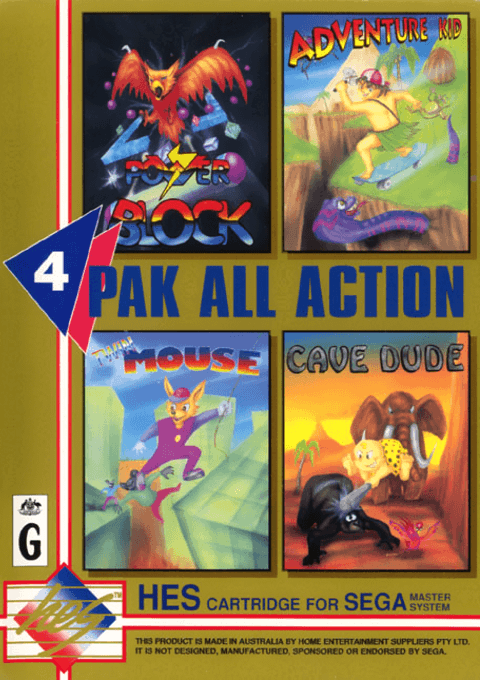 POWER
BLOCK
ADVENTURE KID
4
PAK ALL ACTION
TWIN
MOUSE
CAVE DUDE
G
hes TM
HES CARTRIDGE FOR SEGA MASTER
SYSTEM
THIS PRODUCT IS MADE IN AUSTRALIA BY HOME ENTERTAINMENT SUPPLIERS PTY LTD.
IT IS NOT DESIGNED, MANUFACTURED, SPONSORED OR ENDORSED BY SEGA.